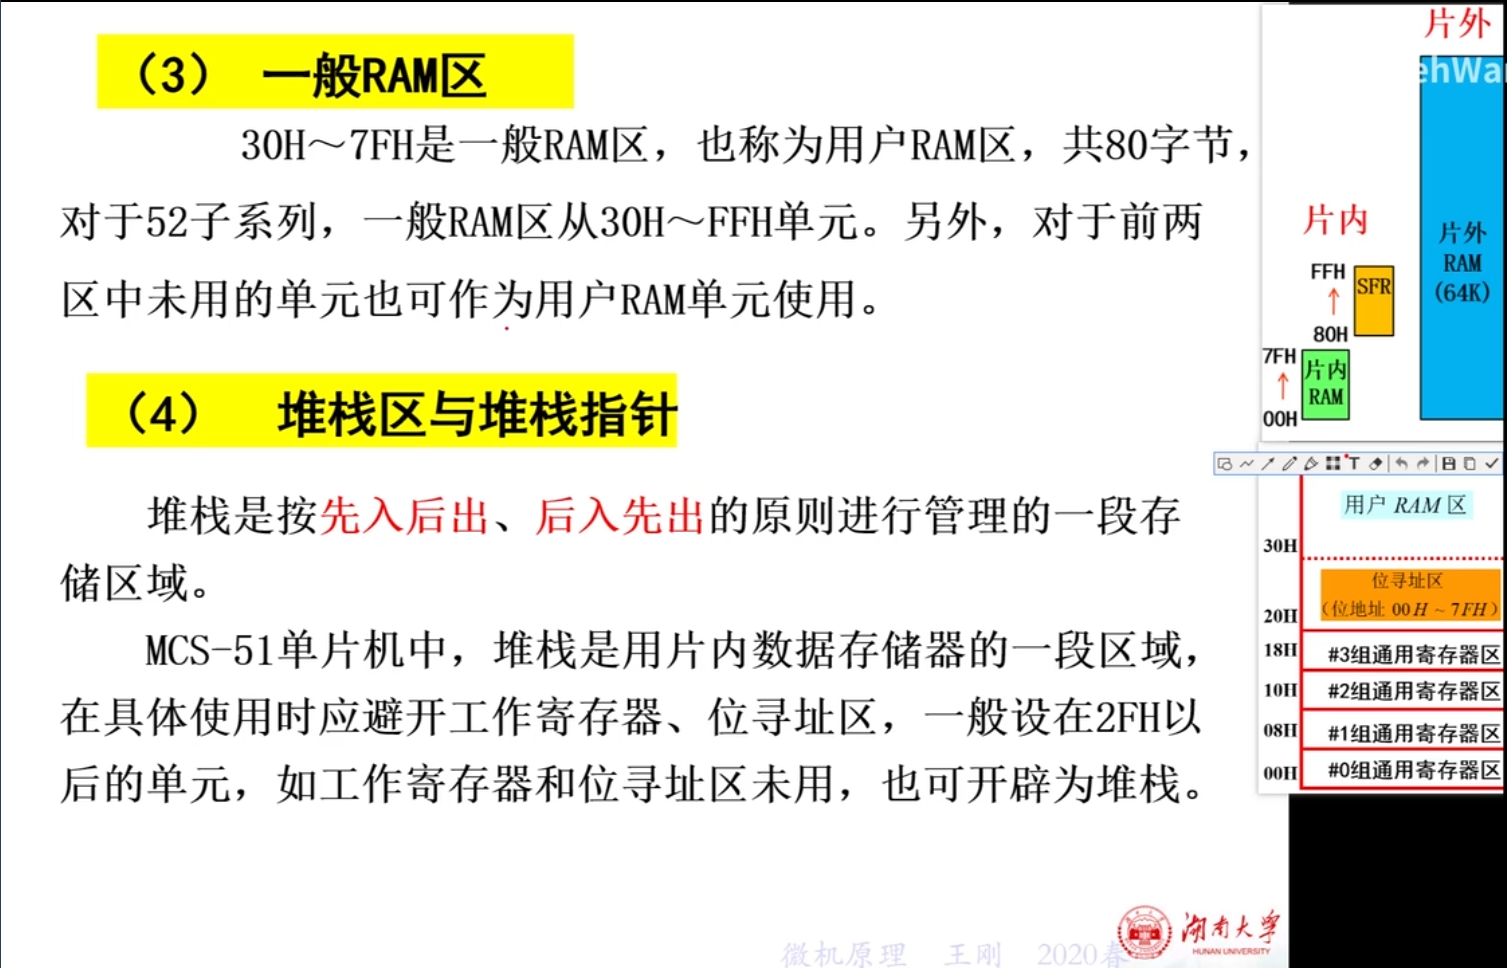 （3） 一般RAM区
30H～7FH是一般RAM区，也称为用户RAM区，共80字节，
对于52子系列，一般RAM区从30H～FFH单元。另外，对于前两
区中未用的单元也可作为用户RAM单元使用。
（4） 堆栈区与堆栈指针
堆栈是按先入后出、后入先出的原则进行管理的一段存
储区域。
MCS-51单片机中，堆栈是用片内数据存储器的一段区域，
在具体使用时应避开工作寄存器、位寻址区，一般设在2FH以
后的单元，如工作寄存器和位寻址区未用，也可开辟为堆栈。
微机原理 王刚 2020春
湖南大学
HUNAN UNIVERSITY
片外
ehWa
片内
片外
RAM
(64K)
FFH
SFR
80H
7FH
片内
RAM
00H
T
用户 RAM 区
30H
位寻址区
（位地址 00H ~ 7FH）
20H
18H #3组通用寄存器区
10H #2组通用寄存器区
08H #1组通用寄存器区
00H #0组通用寄存器区